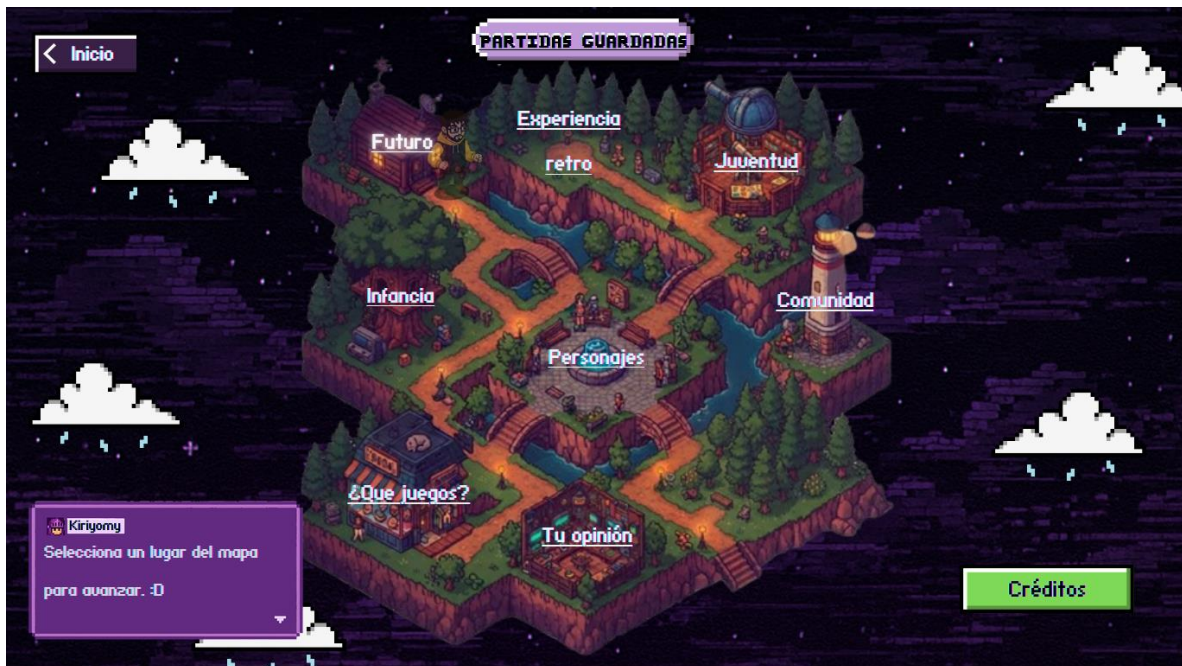 Inicio
PARTIDAS GUARDADAS
Futuro
Experiencia
retro
Juventud
Infancia
Comunidad
Personajes
¿Que juegos?
Tu opinión
Kiriyomy
Selecciona un lugar del mapa
para avanzar. :D
Créditos